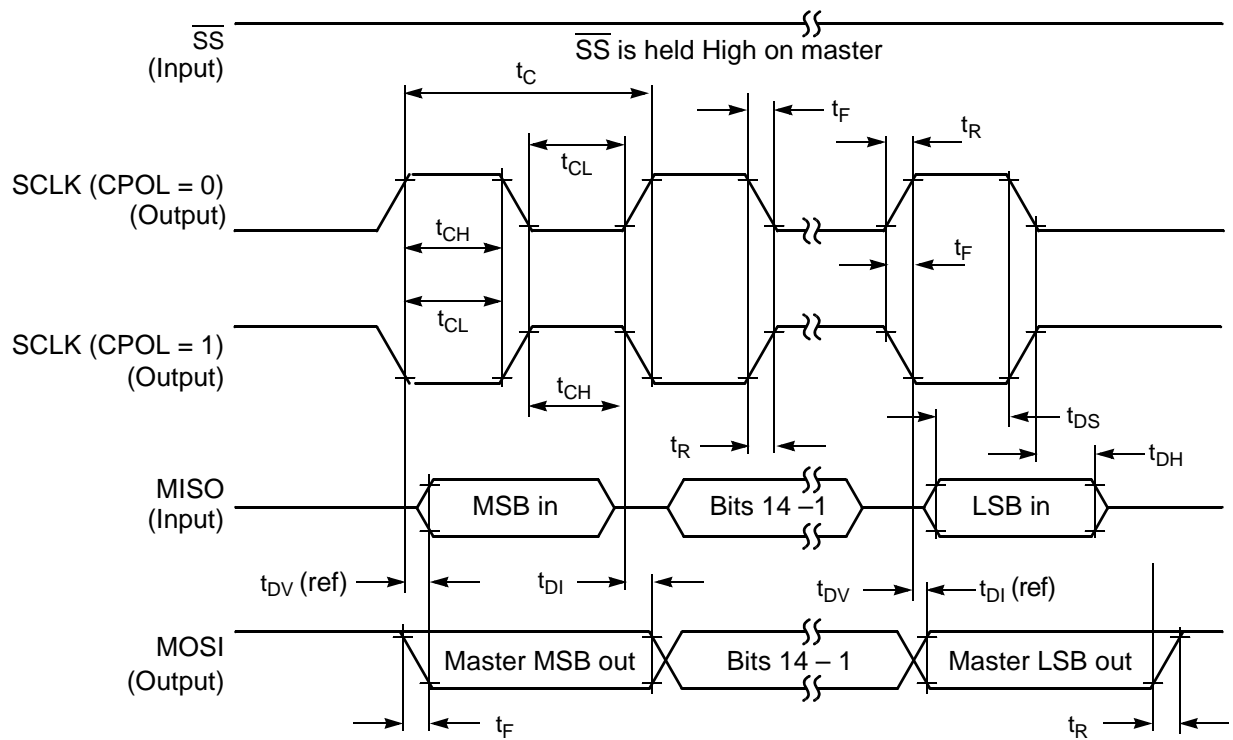 SS
(Input)
SS is held High on master
tC
tF
tR
tCL
SCLK (CPOL = 0)
(Output)
tCH
tF
tCL
SCLK (CPOL = 1)
(Output)
tCH
tDS
tR
tDH
MISO
(Input)
MSB in
Bits 14 –1
LSB in
tDV (ref)
tDI
tDV
tDI (ref)
MOSI
(Output)
Master MSB out
Bits 14 – 1
Master LSB out
tF
tR